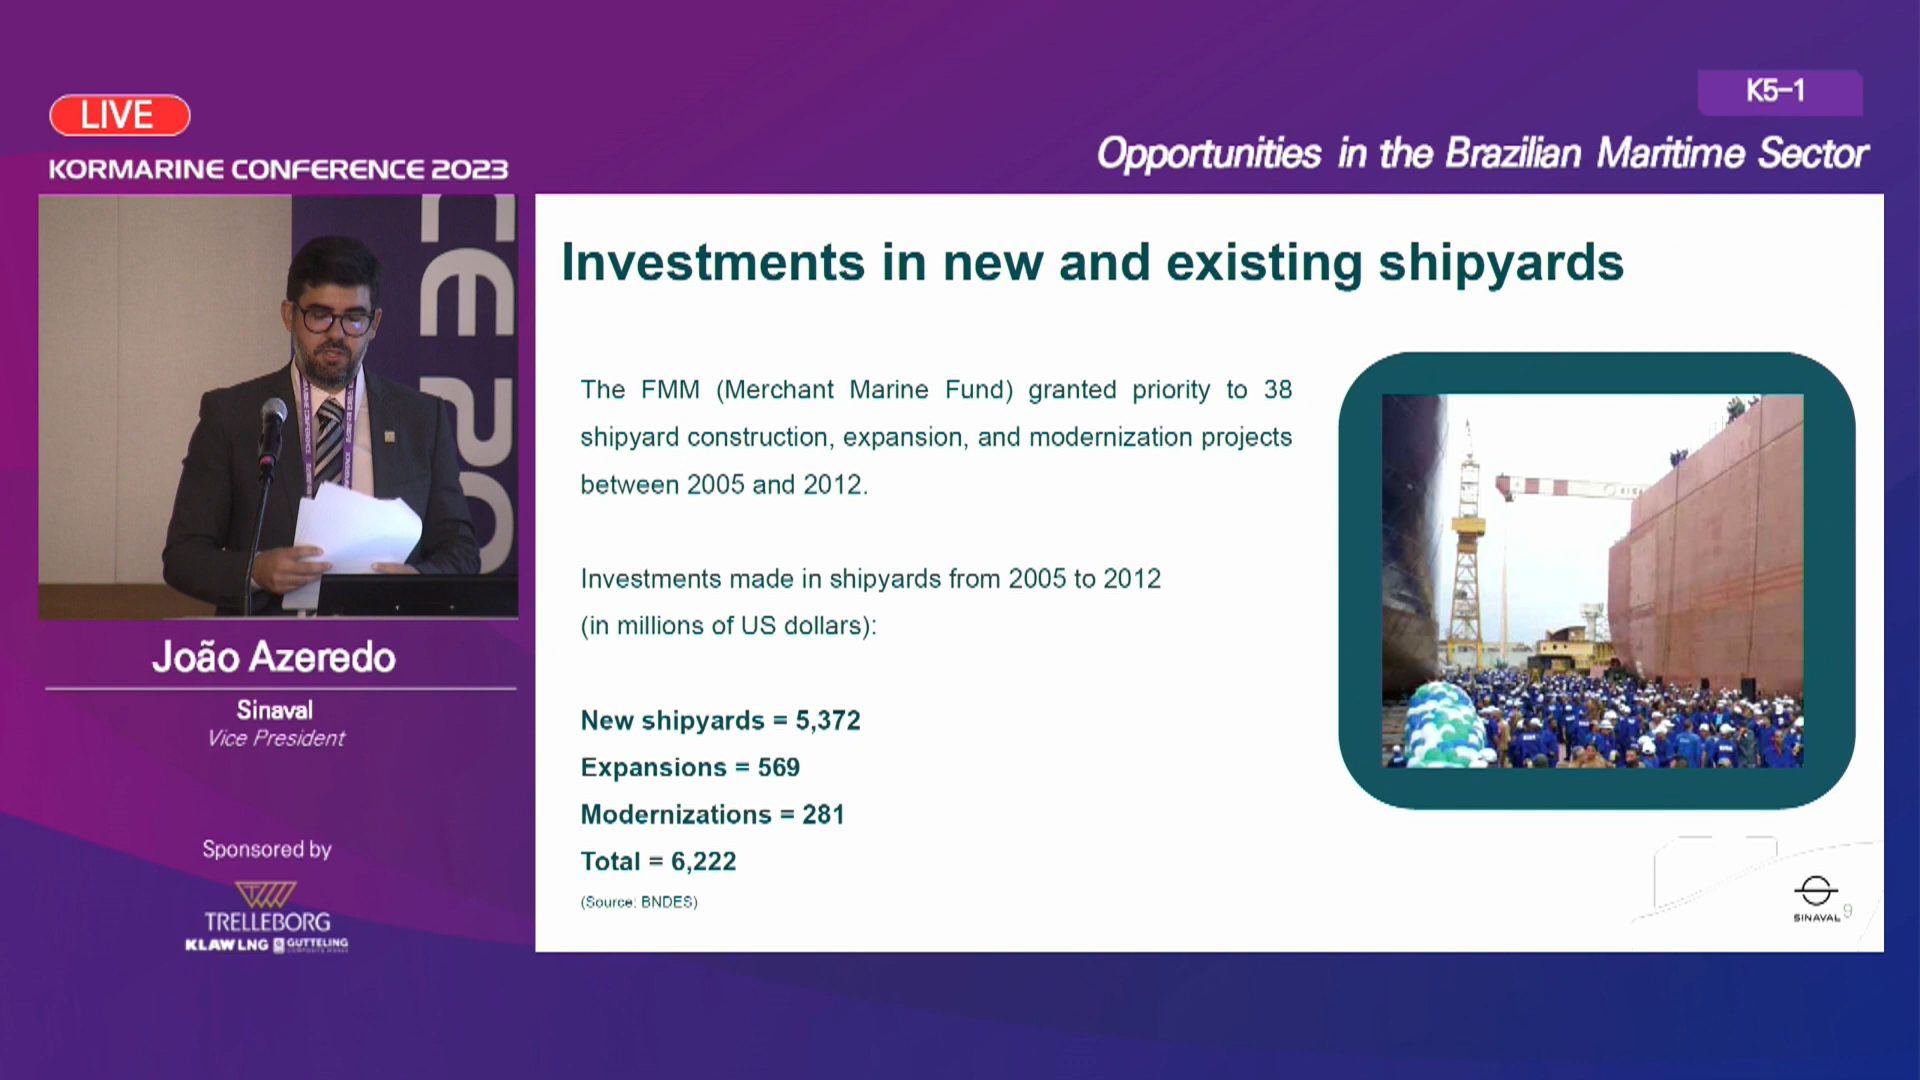 LIVE
KORMARINE CONFERENCE 2023
K5-1
Opportunities in the Brazilian Maritime Sector
João Azeredo
Sinaval
Vice President
Sponsored by
TRELLEBORG
KLAW LNG GUTTELING
Investments in new and existing shipyards
The FMM (Merchant Marine Fund) granted priority to 38
shipyard construction, expansion, and modernization projects
between 2005 and 2012.
Investments made in shipyards from 2005 to 2012
(in millions of US dollars):
New shipyards = 5,372
Expansions = 569
Modernizations = 281
Total = 6,222
(Source: BNDES)
SINAVAL 9